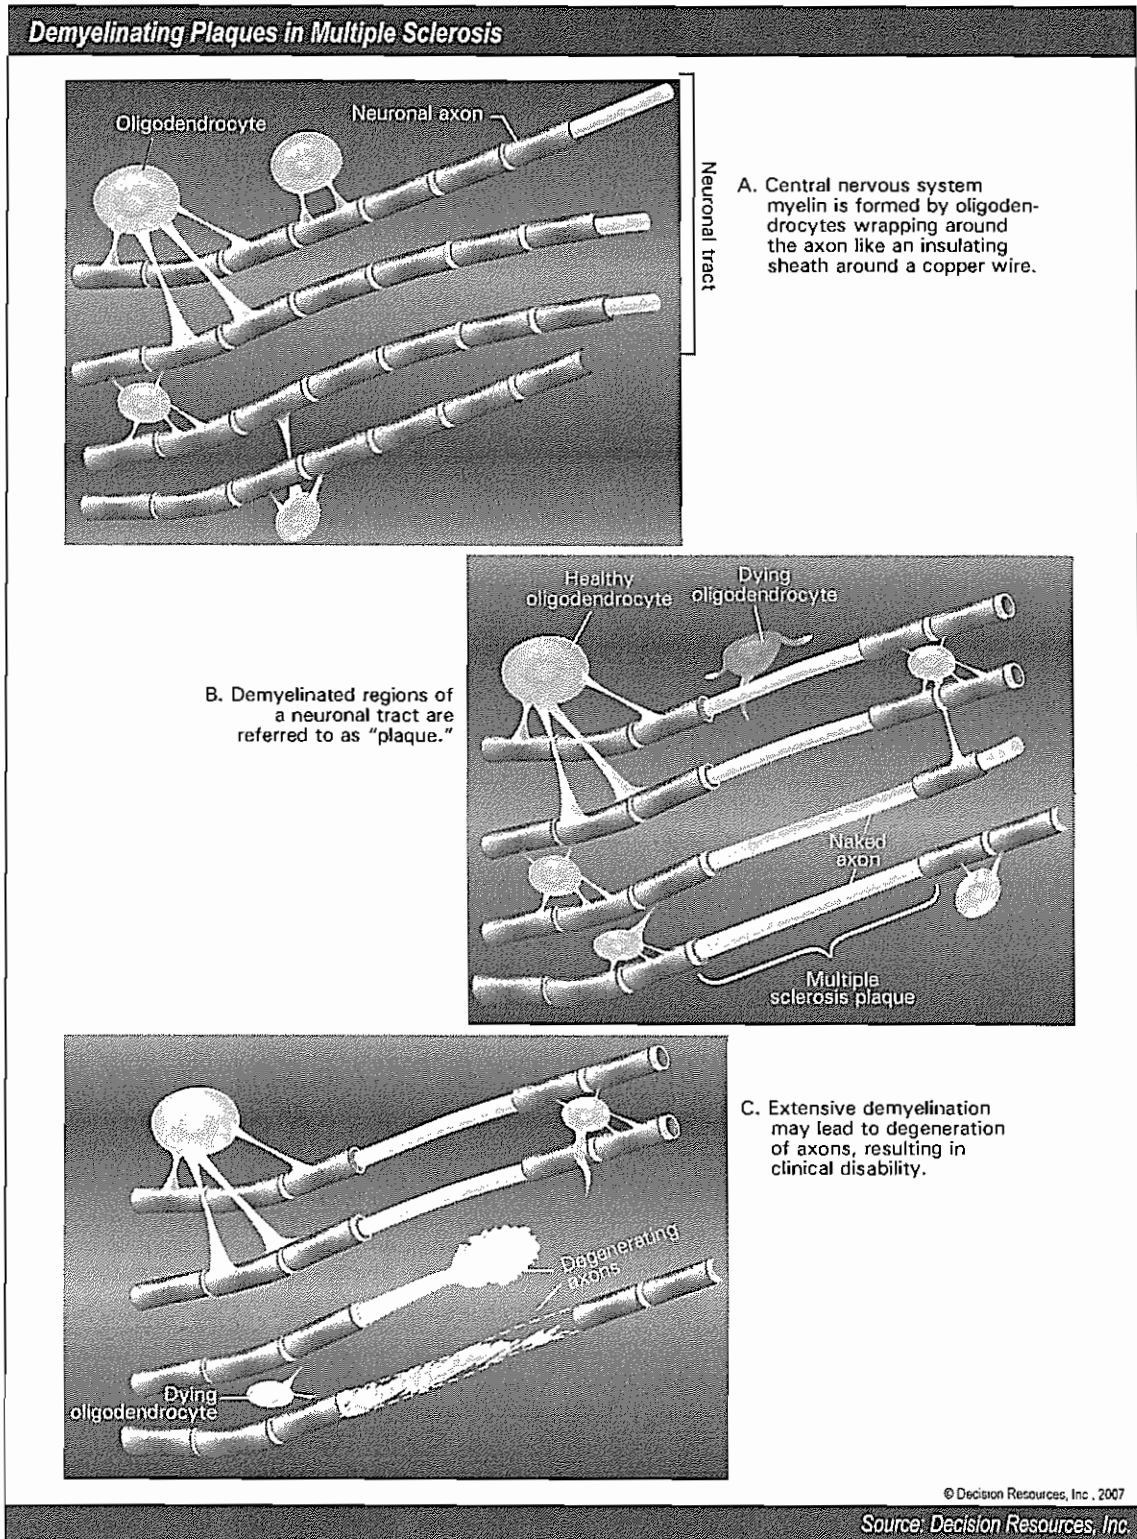 Demyelinating Plaques in Multiple Sclerosis
Oligodendrocyte
Neuronal axon
Neuronal tract
A. Central nervous system
myelin is formed by oligoden-
drocytes wrapping around
the axon like an insulating
sheath around a copper wire.
Healthy
oligodendrocyte
Dying
oligodendrocyte
B. Demyelinated regions of
a neuronal tract are
referred to as "plaque."
Naked
axon
Multiple
sclerosis plaque
C. Extensive demyelination
may lead to degeneration
of axons, resulting in
clinical disability.
Degenerating
axons
Dying
oligodendrocyte
© Decision Resources, Inc., 2007
Source: Decision Resources, Inc.